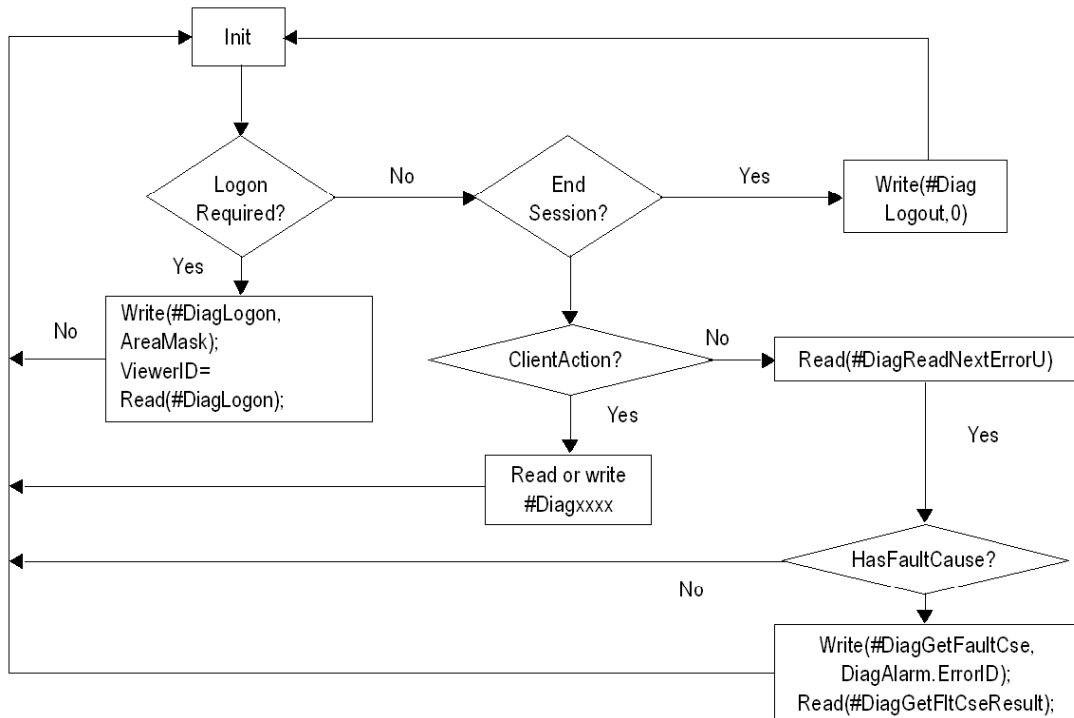 Init
Logon
Required?
No
End
Session?
Yes
Write(#Diag
Logout,0)
Yes
Write(#DiagLogon,
AreaMask);
ViewerID=
Read(#DiagLogon);
No
ClientAction?
No
Read(#DiagReadNextErrorU)
Yes
Yes
Read or write
#Diagxxxx
HasFaultCause?
No
Write(#DiagGetFaultCse,
DiagAlarm.ErrorID);
Read(#DiagGetFltCseResult);